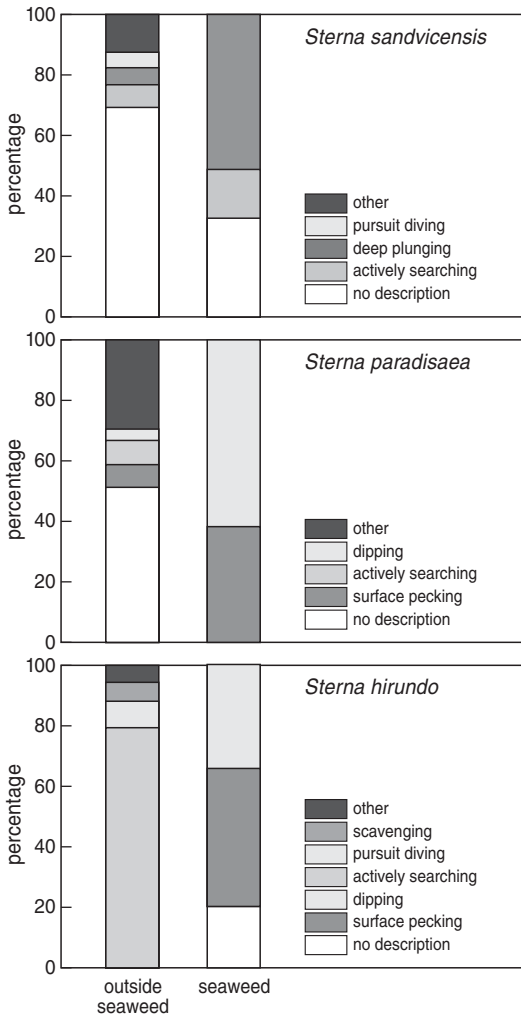 100
80
60
40
20
0
percentage
Sterna sandvicensis
other
pursuit diving
deep plunging
actively searching
no description
100
80
60
40
20
0
percentage
Sterna paradisaea
other
dipping
actively searching
surface pecking
no description
100
80
60
40
20
0
percentage
Sterna hirundo
other
scavenging
pursuit diving
actively searching
dipping
surface pecking
no description
outside
seaweed
seaweed